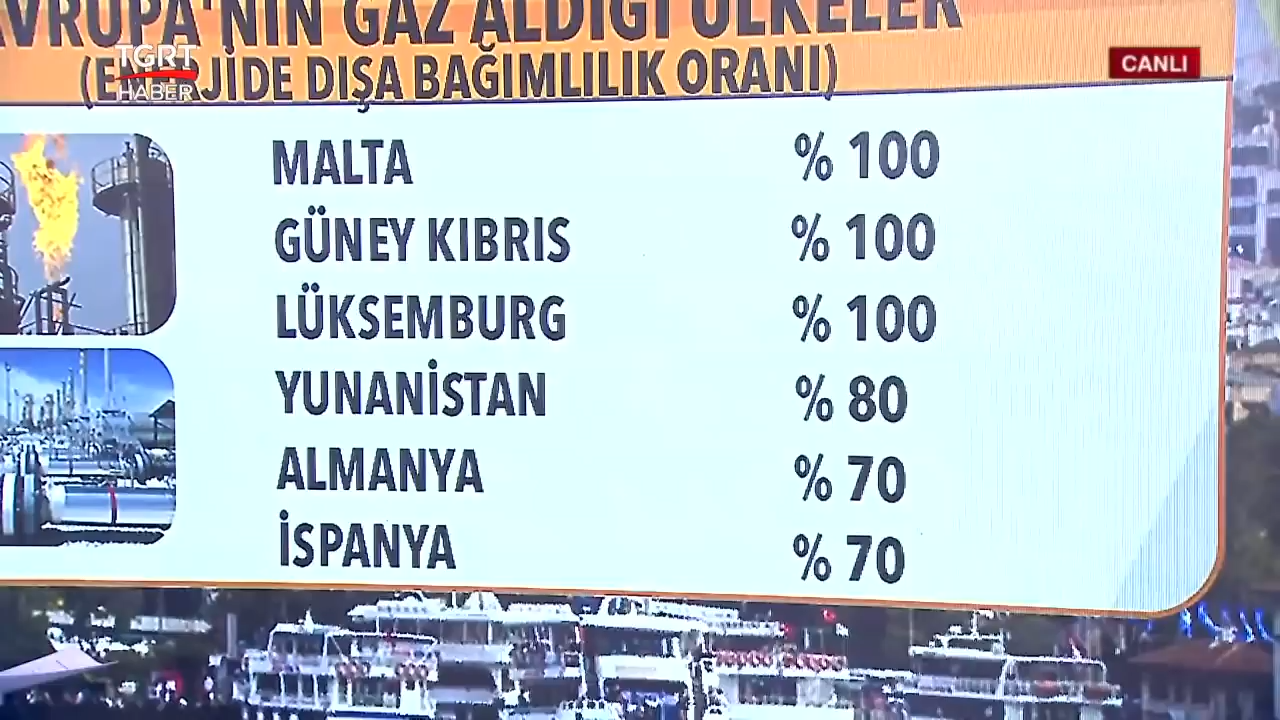 AVRUPA'NIN GAZ ALDIĞI ÜLKELER
(ENERJİDE DIŞA BAĞIMLILIK ORANI)
TGRT
HABER
CANLI
MALTA % 100
GÜNEY KIBRIS % 100
LÜKSEMBURG % 100
YUNANİSTAN % 80
ALMANYA % 70
İSPANYA % 70